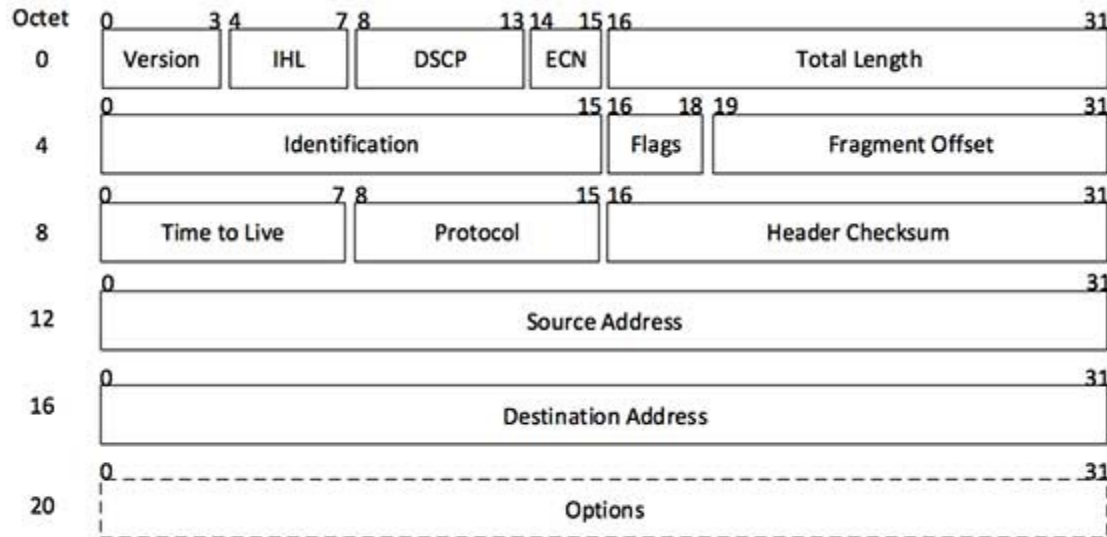 Octet 0 3 4 7 8 13 14 15 16 31
0 Version IHL DSCP ECN Total Length
0 15 16 18 19 31
4 Identification Flags Fragment Offset
0 7 8 15 16 31
8 Time to Live Protocol Header Checksum
0 31
12 Source Address
0 31
16 Destination Address
0 31
20 Options